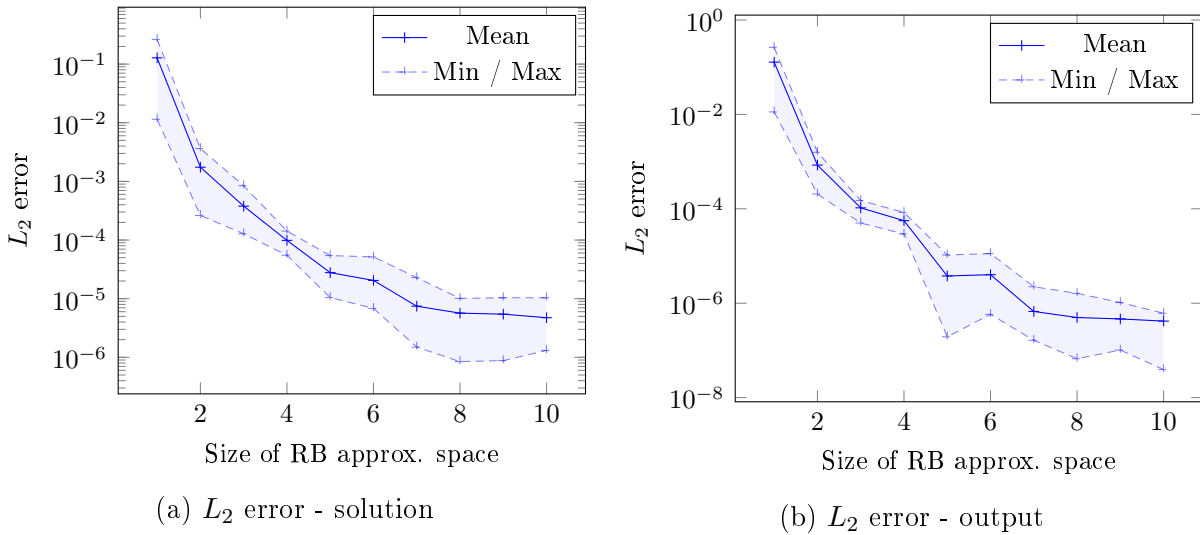 Mean
Min / Max
10^{-1}
10^{-2}
10^{-3}
10^{-4}
10^{-5}
10^{-6}
L_2 error
2 4 6 8 10
Size of RB approx. space
(a) L_2 error - solution
Mean
Min / Max
10^0
10^{-2}
10^{-4}
10^{-6}
10^{-8}
L_2 error
2 4 6 8 10
Size of RB approx. space
(b) L_2 error - output